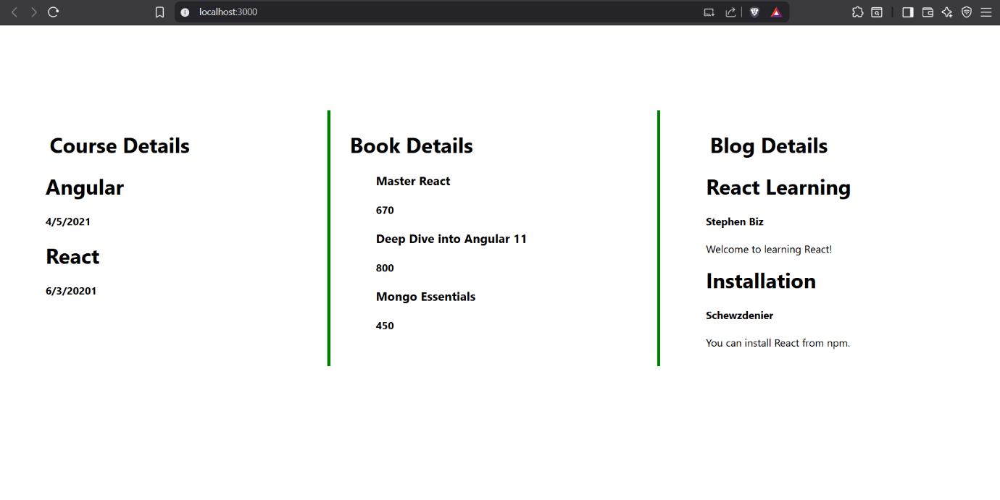 localhost:3000
Course Details
Angular
4/5/2021
React
6/3/20201
Book Details
Master React
670
Deep Dive into Angular 11
800
Mongo Essentials
450
Blog Details
React Learning
Stephen Biz
Welcome to learning React!
Installation
Schewzdenier
You can install React from npm.